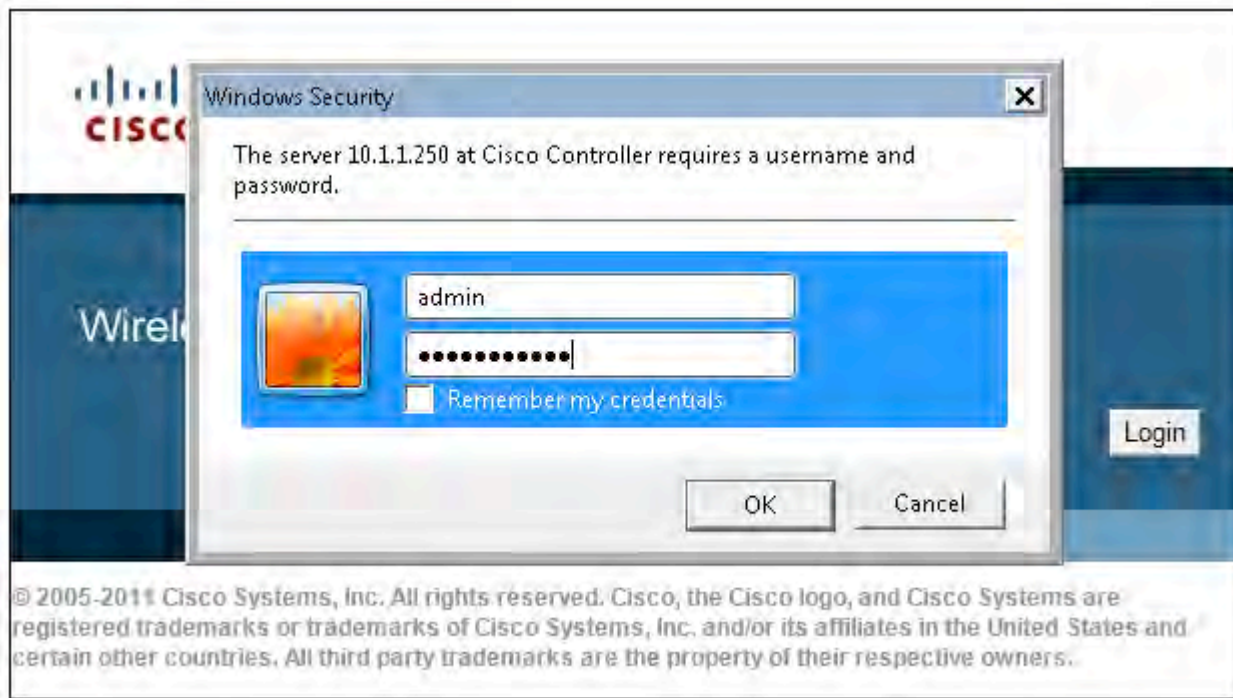 CISCO
Windows Security
The server 10.1.1.250 at Cisco Controller requires a username and
password.
admin
•••••••••••
Remember my credentials
Login
OK
Cancel
© 2005-2011 Cisco Systems, Inc. All rights reserved. Cisco, the Cisco logo, and Cisco Systems are
registered trademarks or trademarks of Cisco Systems, Inc. and/or its affiliates in the United States and
certain other countries. All third party trademarks are the property of their respective owners.